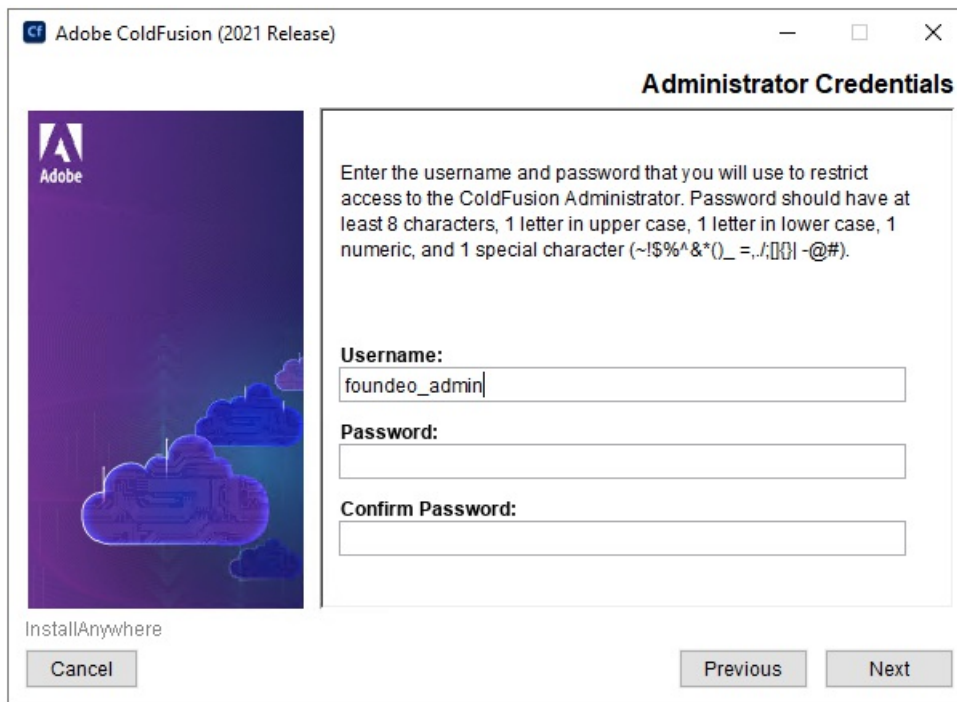 Cf Adobe ColdFusion (2021 Release)
Administrator Credentials
Adobe
Enter the username and password that you will use to restrict
access to the ColdFusion Administrator. Password should have at
least 8 characters, 1 letter in upper case, 1 letter in lower case, 1
numeric, and 1 special character (~!$%^&*()_ =,./;[]{}| -@#).
Username:
foundeo_admin
Password:
Confirm Password:
InstallAnywhere
Cancel
Previous
Next